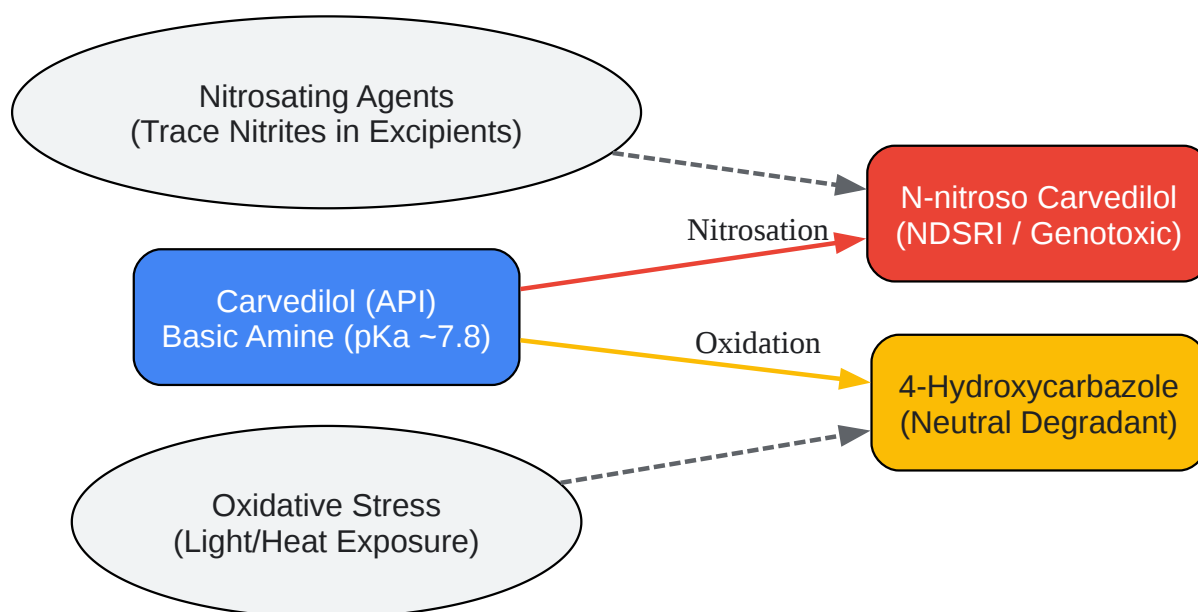 Nitrosating Agents
(Trace Nitrites in Excipients)
N-nitroso Carvedilol
(NDSRI / Genotoxic)
Nitrosation
Carvedilol (API)
Basic Amine (pKa ~7.8)
Oxidation
4-Hydroxycarbazole
(Neutral Degradant)
Oxidative Stress
(Light/Heat Exposure)